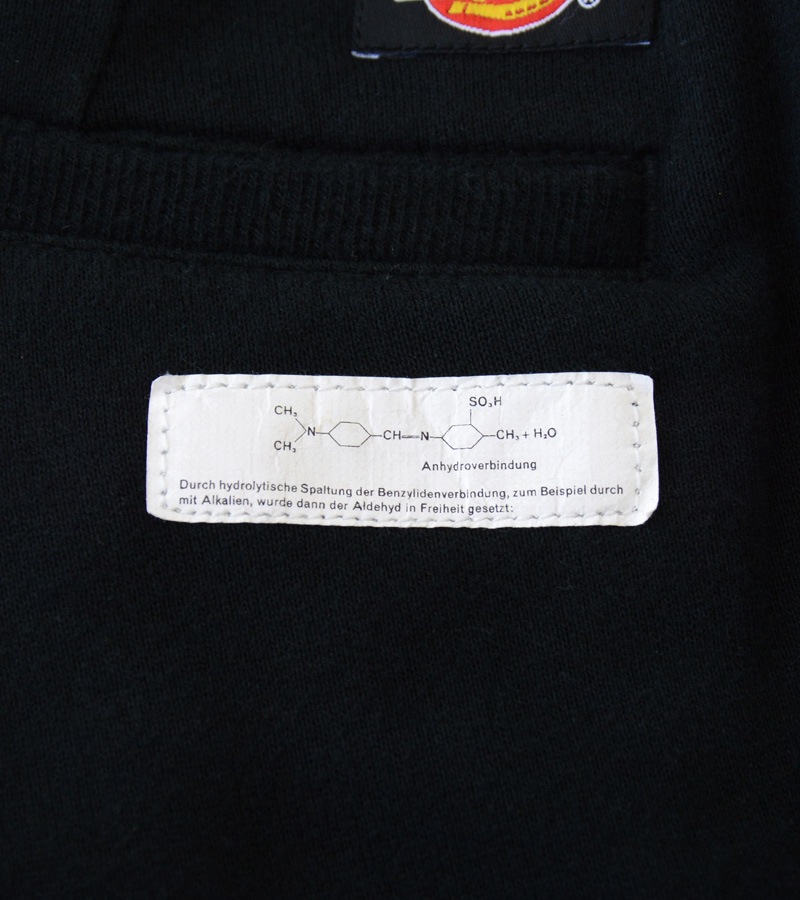 ®
SO₃H
CH₃
N CH=N CH₃ + H₂O
CH₃
Anhydroverbindung
Durch hydrolytische Spaltung der Benzylidenverbindung, zum Beispiel durch
mit Alkalien, wurde dann der Aldehyd in Freiheit gesetzt: